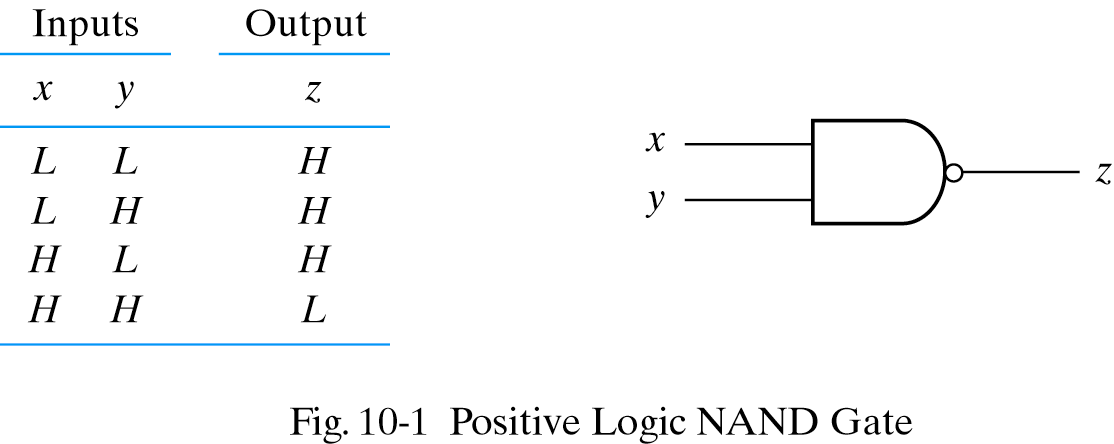 Inputs Output
x y z
L L H
L H H
H L H
H H L
x
y
z
Fig. 10-1 Positive Logic NAND Gate